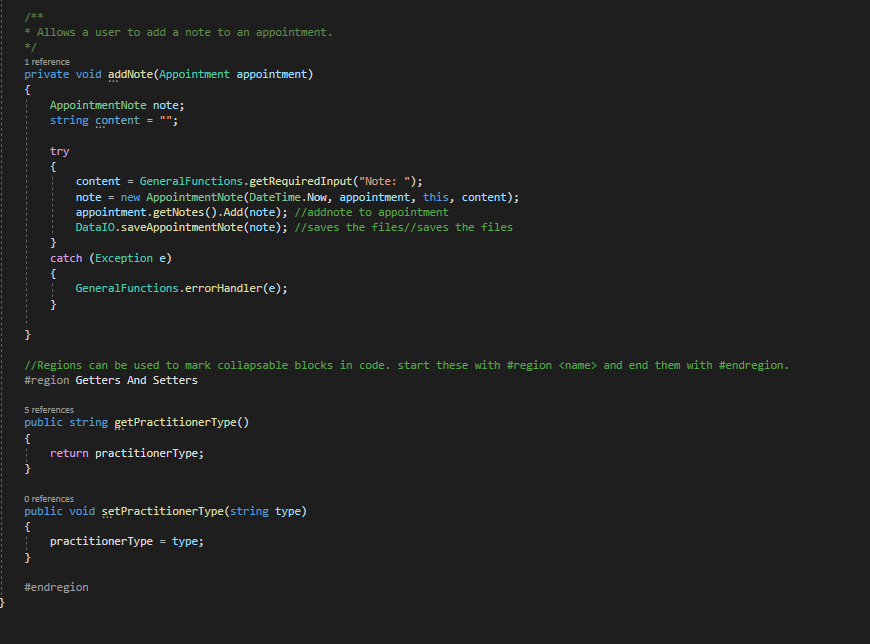 /**
* Allows a user to add a note to an appointment.
*/
1 reference
private void addNote(Appointment appointment)
{
AppointmentNote note;
string content = "";
try
{
content = GeneralFunctions.getRequiredInput("Note: ");
note = new AppointmentNote(DateTime.Now, appointment, this, content);
appointment.getNotes().Add(note); //addnote to appointment
DataIO.saveAppointmentNote(note); //saves the files//saves the files
}
catch (Exception e)
{
GeneralFunctions.errorHandler(e);
}
}
//Regions can be used to mark collapsable blocks in code. start these with #region <name> and end them with #endregion.
#region Getters And Setters
5 references
public string getPractitionerType()
{
return practitionerType;
}
0 references
public void setPractitionerType(string type)
{
practitionerType = type;
}
#endregion
}